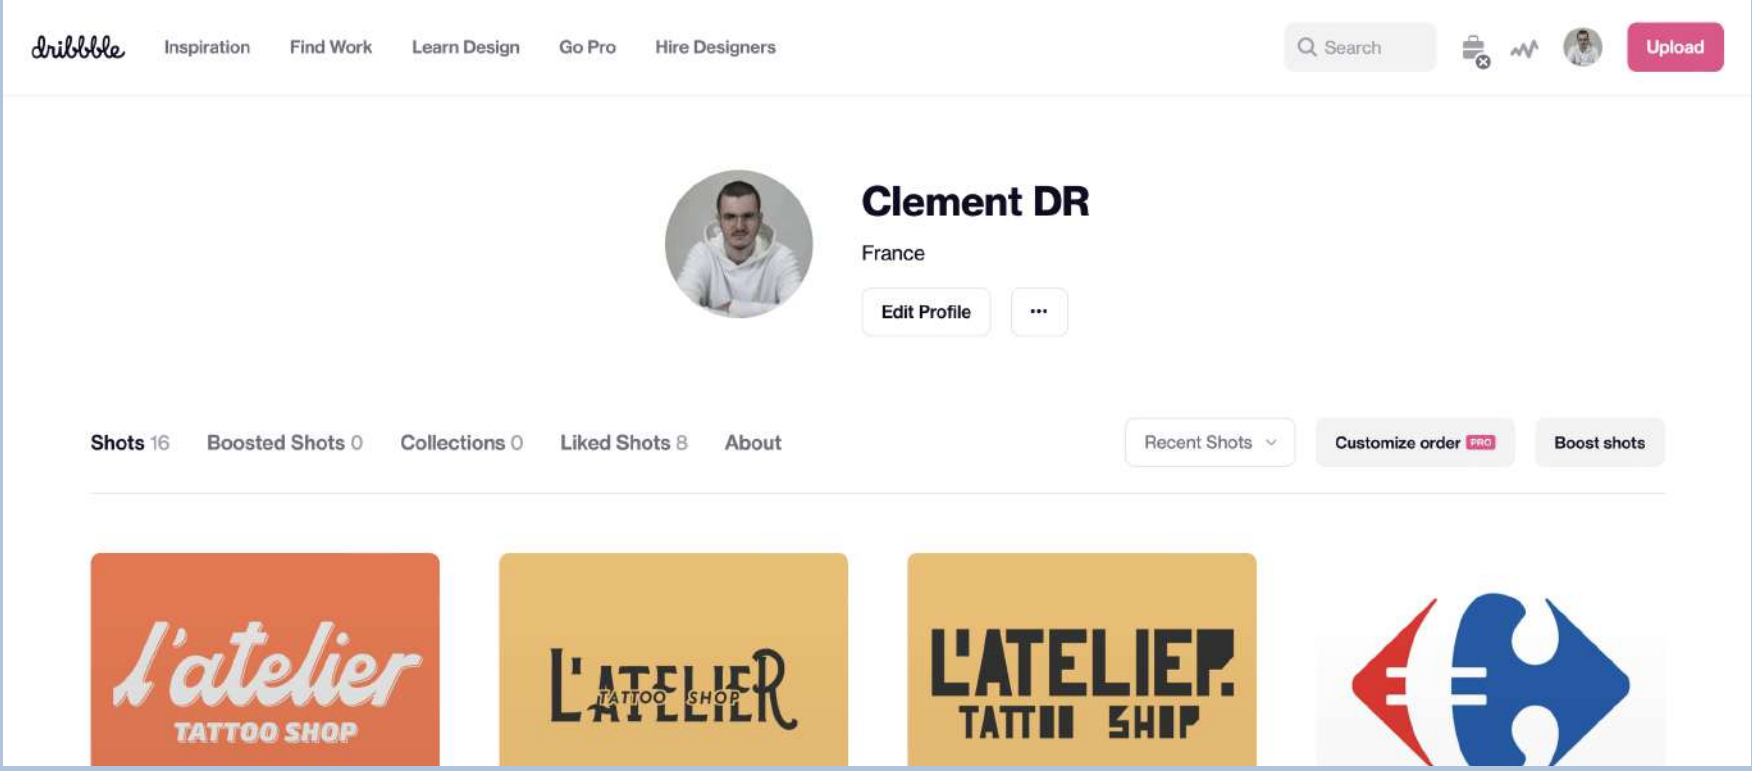 dribbble Inspiration Find Work Learn Design Go Pro Hire Designers Search Upload
Clement DR
France
Edit Profile ...
Shots 16 Boosted Shots 0 Collections 0 Liked Shots 8 About Recent Shots Customize order PRO Boost shots
l'atelier
TATTOO SHOP
L'ATELIER
TATTOO SHOP
L'ATELIER.
TATTOO SHOP